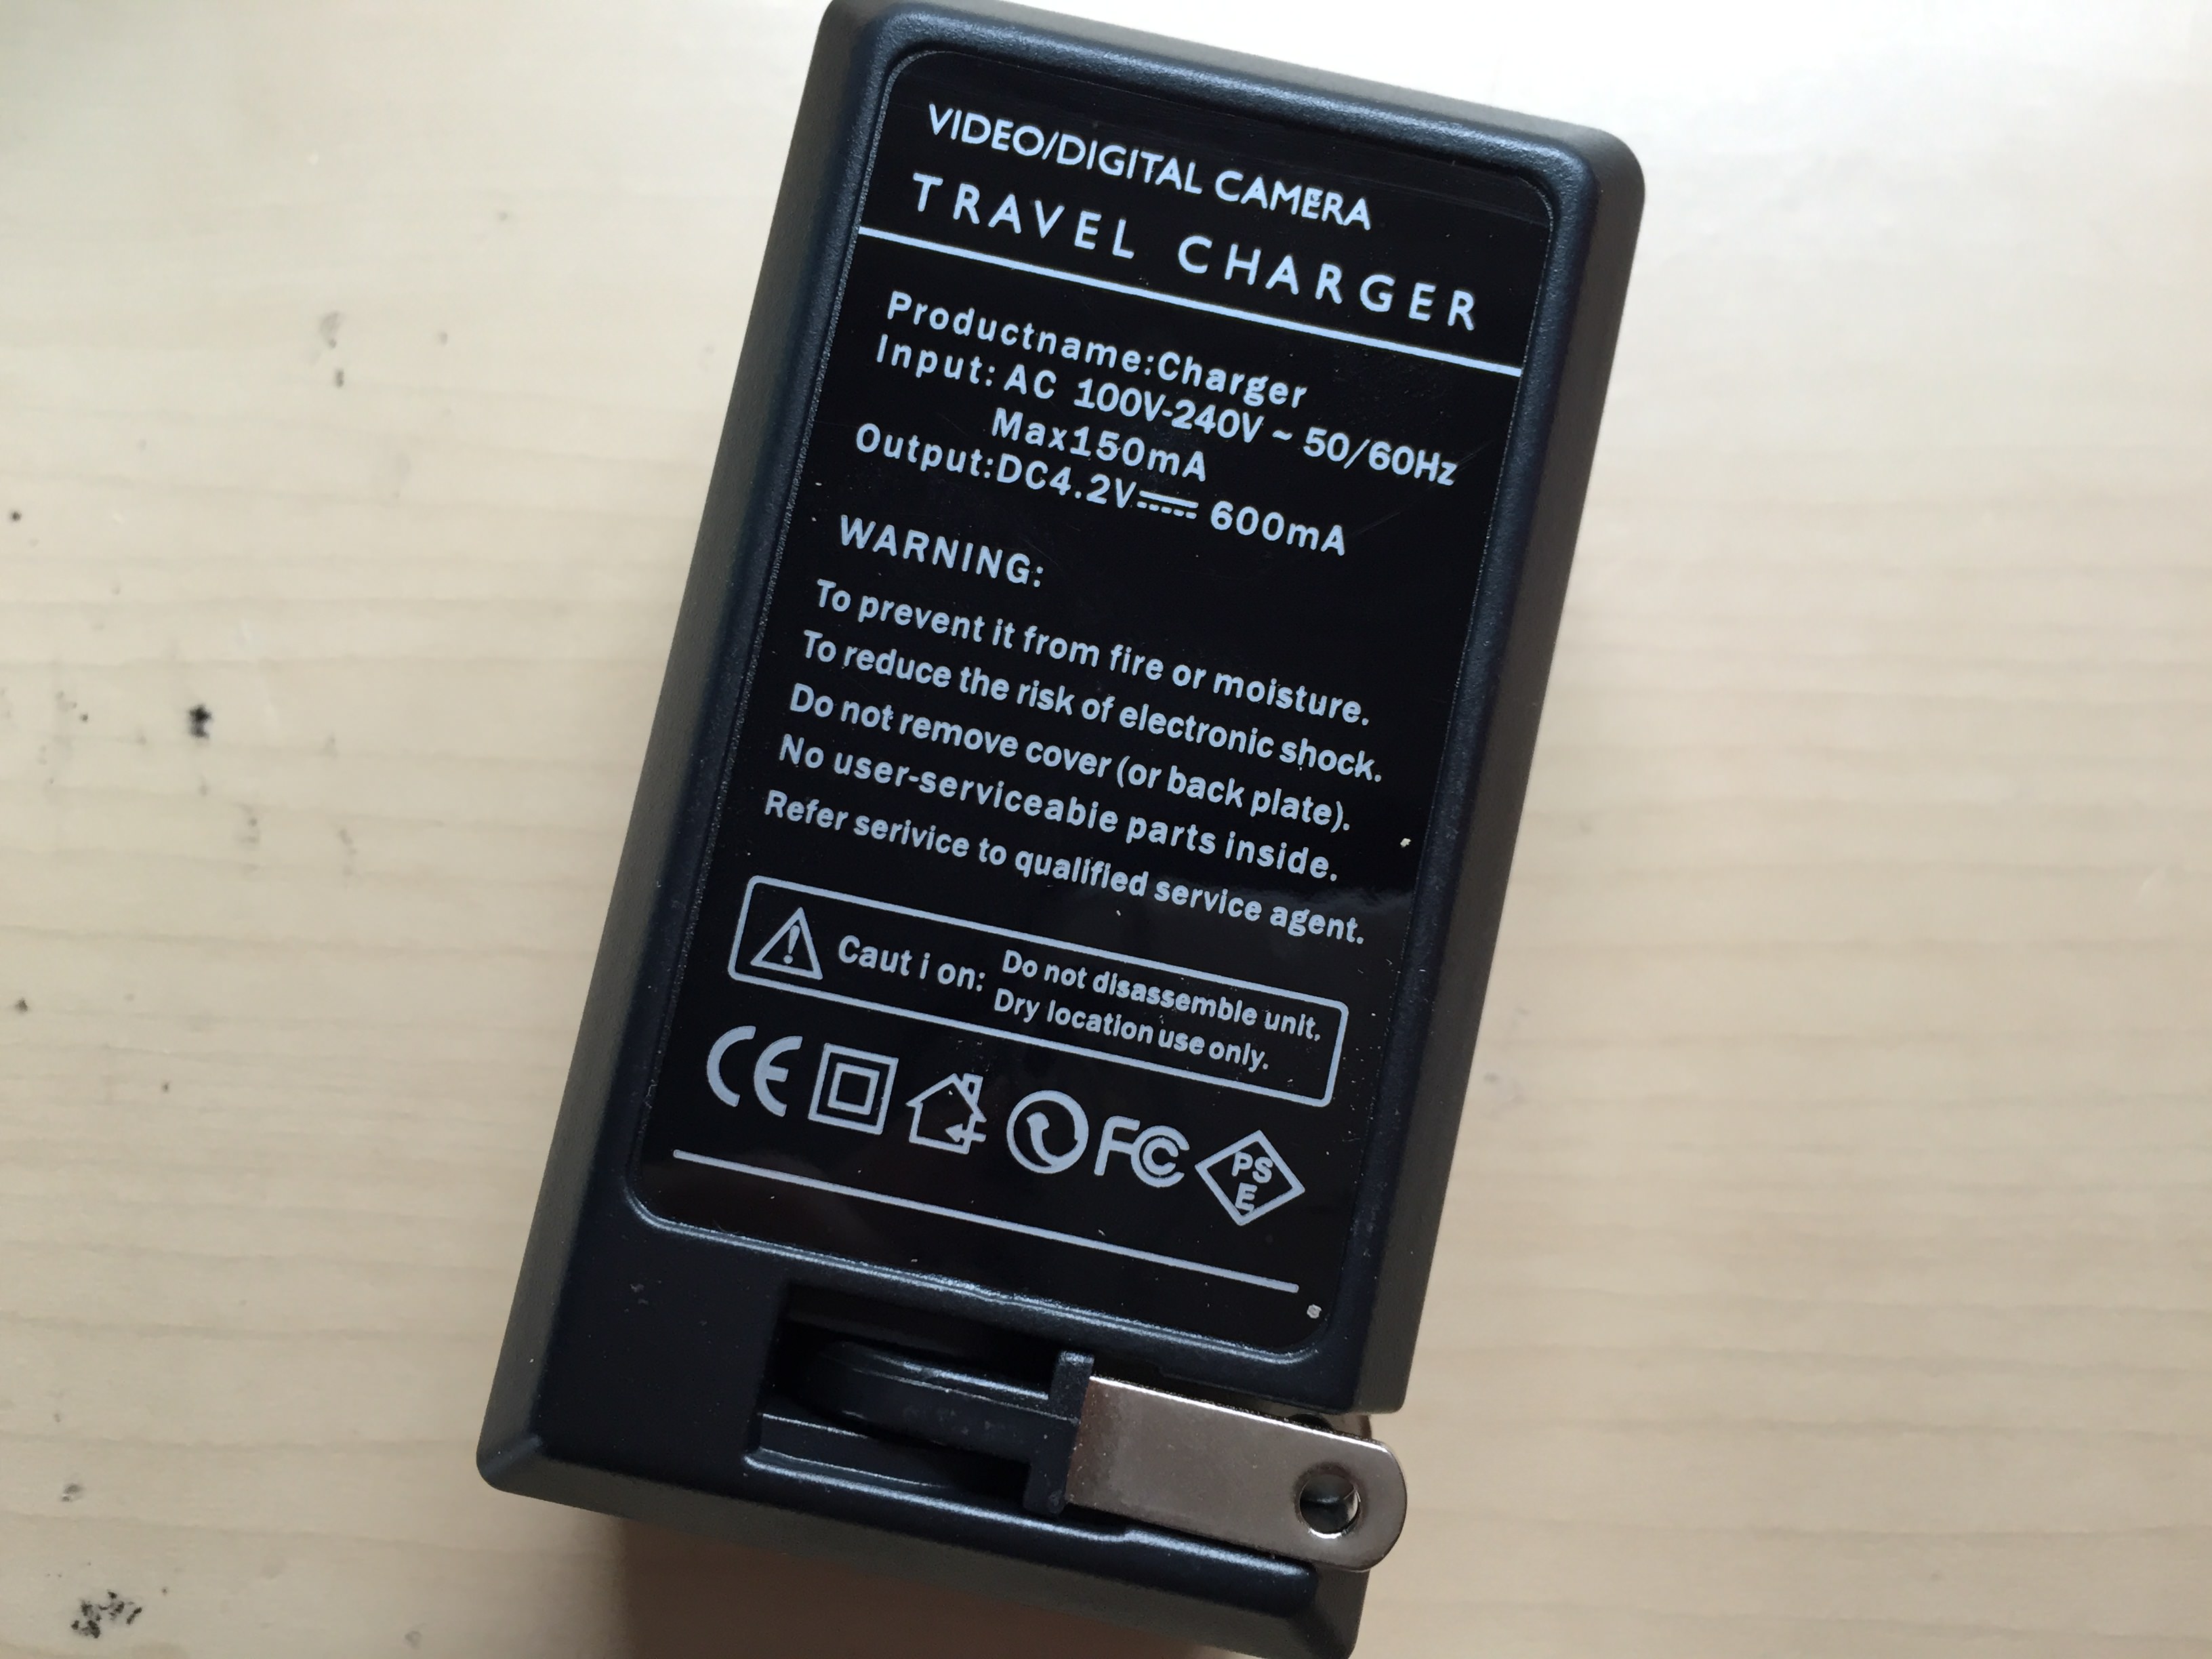 VIDEO/DIGITAL CAMERA
TRAVEL CHARGER
Productname:Charger
Input: AC 100V-240V ~ 50/60Hz
Max150mA
Output:DC4.2V⎓ 600mA
WARNING:
To prevent it from fire or moisture.
To reduce the risk of electronic shock.
Do not remove cover (or back plate).
No user-serviceabie parts inside.
Refer serivice to qualified service agent.
Caut i on: Do not disassemble unit.
Dry location use only.
CE FC PS
E